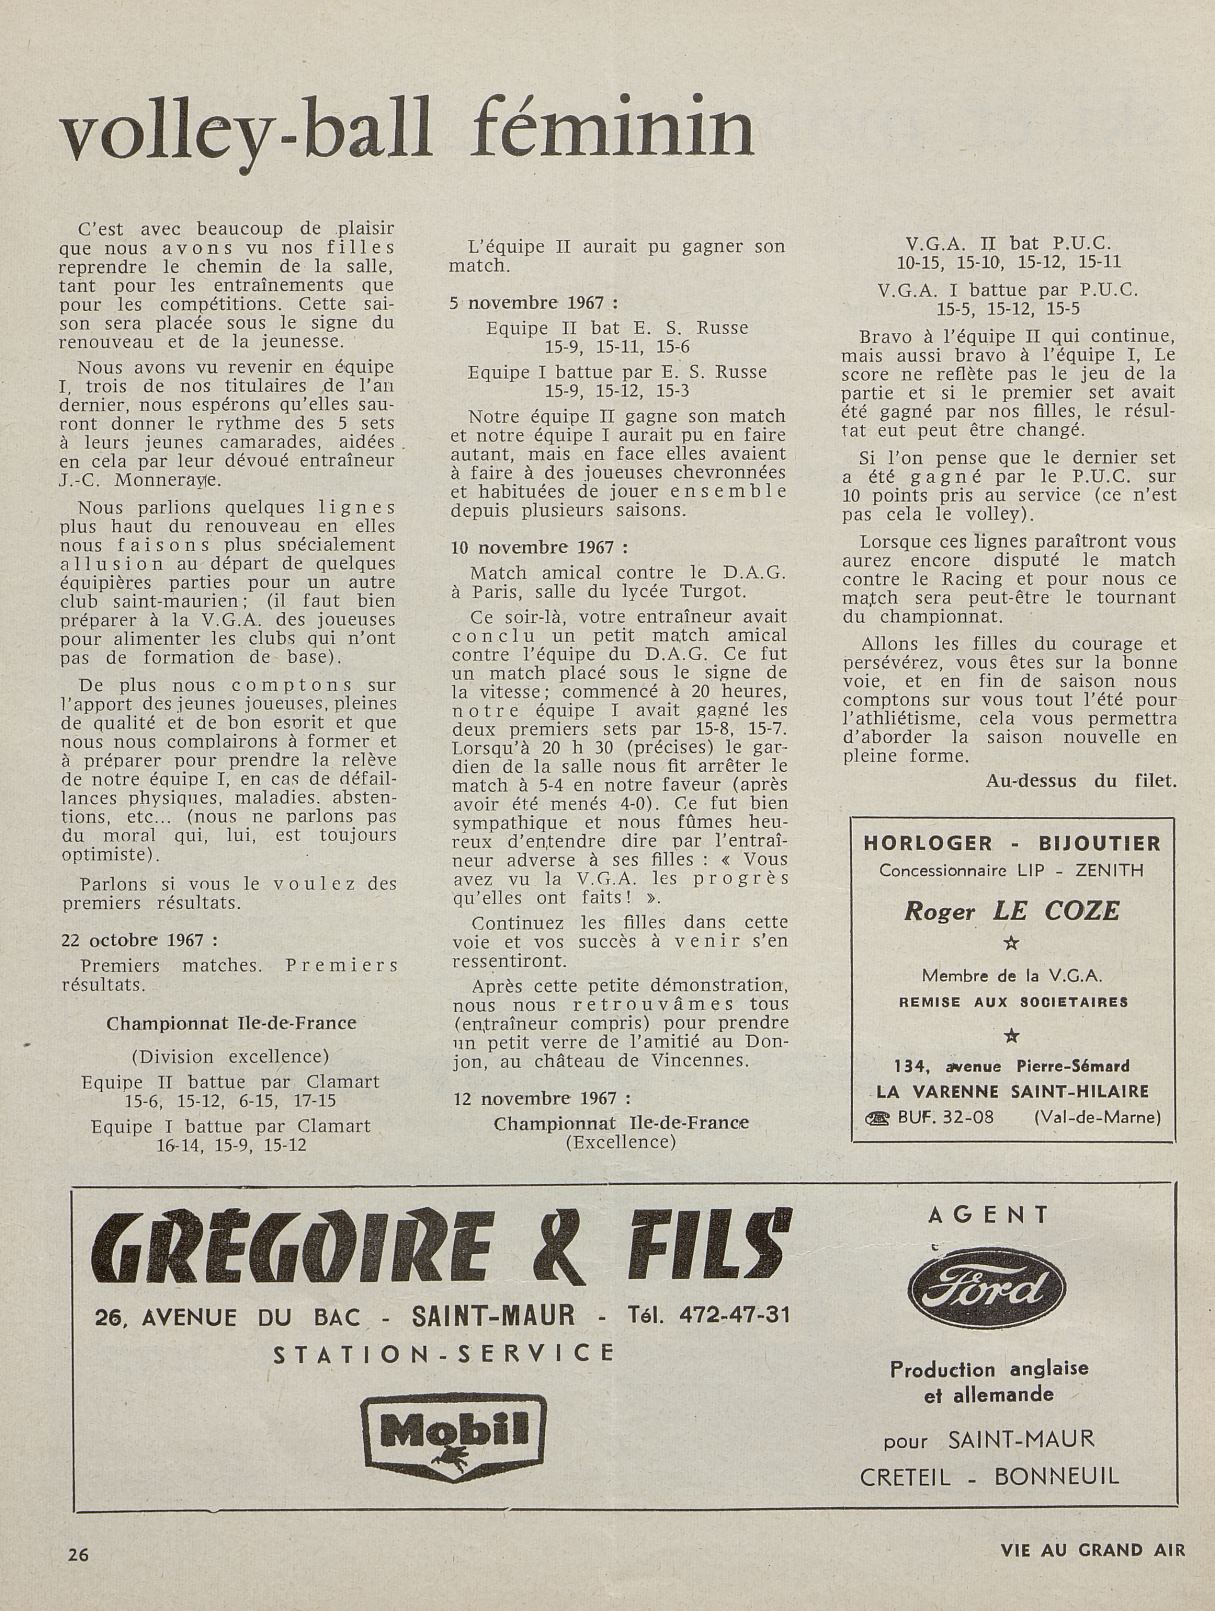 volley-ball féminin
C'est avec beaucoup de plaisir
que nous avons vu nos filles
reprendre le chemin de la salle,
tant pour les entraînements que
pour les compétitions. Cette sai-
son sera placée sous le signe du
renouveau et de la jeunesse.
Nous avons vu revenir en équipe
I, trois de nos titulaires de l'an
dernier, nous espérons qu'elles sau-
ront donner le rythme des 5 sets
à leurs jeunes camarades, aidées
en cela par leur dévoué entraîneur
J.-C. Monneraye.
Nous parlions quelques lignes
plus haut du renouveau en elles
nous faisons plus spécialement
allusion au départ de quelques
équipières parties pour un autre
club saint-maurien; (il faut bien
préparer à la V.G.A. des joueuses
pour alimenter les clubs qui n'ont
pas de formation de base).
De plus nous comptons sur
l'apport des jeunes joueuses, pleines
de qualité et de bon esprit et que
nous nous complairons à former et
à préparer pour prendre la relève
de notre équipe I, en cas de défail-
lances physiques, maladies, absten-
tions, etc... (nous ne parlons pas
du moral qui, lui, est toujours
optimiste).
Parlons si vous le voulez des
premiers résultats.
22 octobre 1967 :
Premiers matches. Premiers
résultats.
Championnat Ile-de-France
(Division excellence)
Equipe II battue par Clamart
15-6, 15-12, 6-15, 17-15
Equipe I battue par Clamart
16-14, 15-9, 15-12
L'équipe II aurait pu gagner son
match.
5 novembre 1967 :
Equipe II bat E. S. Russe
15-9, 15-11, 15-6
Equipe I battue par E. S. Russe
15-9, 15-12, 15-3
Notre équipe II gagne son match
et notre équipe I aurait pu en faire
autant, mais en face elles avaient
à faire à des joueuses chevronnées
et habituées de jouer ensemble
depuis plusieurs saisons.
10 novembre 1967 :
Match amical contre le D.A.G.
à Paris, salle du lycée Turgot.
Ce soir-là, votre entraîneur avait
conclu un petit match amical
contre l'équipe du D.A.G. Ce fut
un match placé sous le signe de
la vitesse; commencé à 20 heures,
notre équipe I avait gagné les
deux premiers sets par 15-8, 15-7.
Lorsqu'à 20 h 30 (précises) le gar-
dien de la salle nous fit arrêter le
match à 5-4 en notre faveur (après
avoir été menés 4-0). Ce fut bien
sympathique et nous fûmes heu-
reux d'entendre dire par l'entraî-
neur adverse à ses filles : « Vous
avez vu la V.G.A. les progrès
qu'elles ont faits! ».
Continuez les filles dans cette
voie et vos succès à venir s'en
ressentiront.
Après cette petite démonstration,
nous nous retrouvâmes tous
(entraîneur compris) pour prendre
un petit verre de l'amitié au Don-
jon, au château de Vincennes.
12 novembre 1967 :
Championnat Ile-de-France
(Excellence)
V.G.A. II bat P.U.C.
10-15, 15-10, 15-12, 15-11
V.G.A. I battue par P.U.C.
15-5, 15-12, 15-5
Bravo à l'équipe II qui continue,
mais aussi bravo à l'équipe I, Le
score ne reflète pas le jeu de la
partie et si le premier set avait
été gagné par nos filles, le résul-
tat eut peut être changé.
Si l'on pense que le dernier set
a été gagné par le P.U.C. sur
10 points pris au service (ce n'est
pas cela le volley).
Lorsque ces lignes paraîtront vous
aurez encore disputé le match
contre le Racing et pour nous ce
match sera peut-être le tournant
du championnat.
Allons les filles du courage et
persévérez, vous êtes sur la bonne
voie, et en fin de saison nous
comptons sur vous tout l'été pour
l'athliétisme, cela vous permettra
d'aborder la saison nouvelle en
pleine forme.
Au-dessus du filet.
HORLOGER - BIJOUTIER
Concessionnaire LIP - ZENITH
Roger LE COZE
☆
Membre de la V.G.A.
REMISE AUX SOCIETAIRES
☆
134, avenue Pierre-Sémard
LA VARENNE SAINT-HILAIRE
☎ BUF. 32-08 (Val-de-Marne)
GRÉGOIRE & FILS
26, AVENUE DU BAC - SAINT-MAUR - Tél. 472-47-31
STATION-SERVICE
Mobil
AGENT
Ford
Production anglaise
et allemande
pour SAINT-MAUR
CRETEIL - BONNEUIL
26
VIE AU GRAND AIR